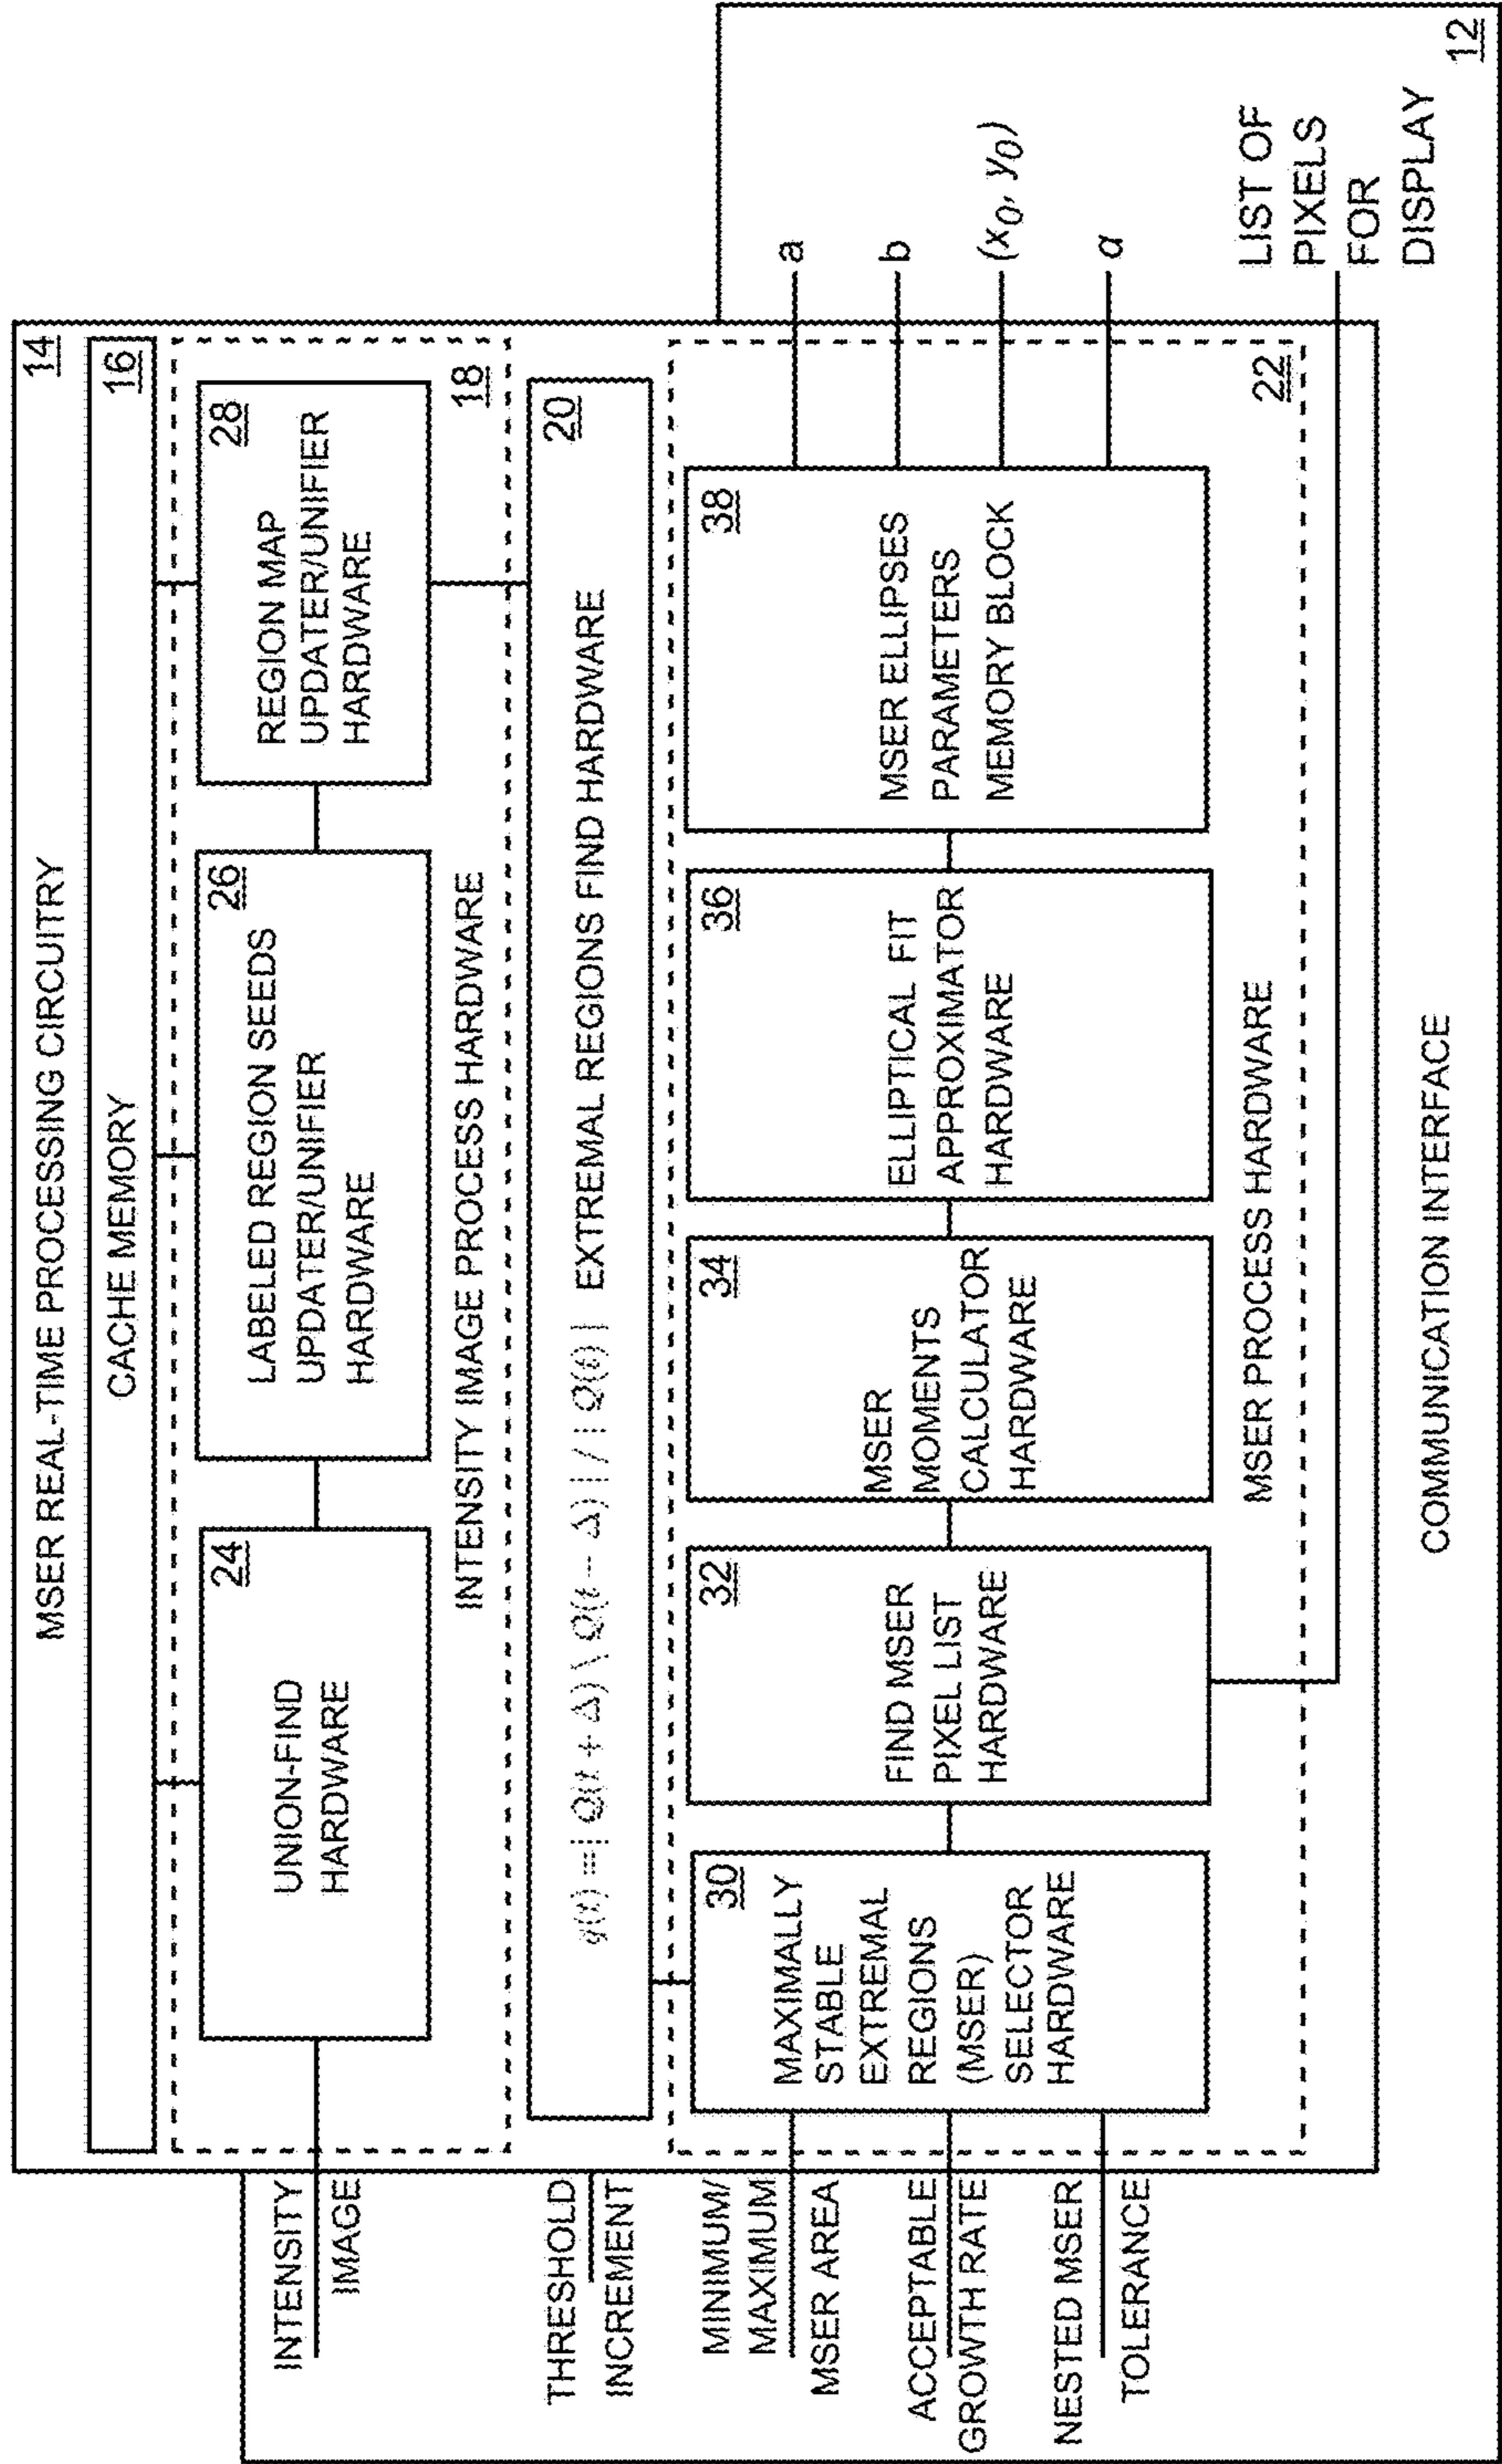 MSER REAL-TIME PROCESSING CIRCUITRY
14
CACHE MEMORY
16
INTENSITY
IMAGE
UNION-FIND
HARDWARE
24
LABELED REGION SEEDS
UPDATER/UNIFIER
HARDWARE
26
REGION MAP
UPDATER/UNIFIER
HARDWARE
28
INTENSITY IMAGE PROCESS HARDWARE
18
THRESHOLD
INCREMENT
q(t) = | Q(t + Δ) \ Q(t - Δ) | / | Q(t) | EXTREMAL REGIONS FIND HARDWARE
20
MINIMUM/
MAXIMUM
MSER AREA
ACCEPTABLE
GROWTH RATE
NESTED MSER
TOLERANCE
30
MAXIMALLY
STABLE
EXTREMAL
REGIONS
(MSER)
SELECTOR
HARDWARE
32
FIND MSER
PIXEL LIST
HARDWARE
34
MSER
MOMENTS
CALCULATOR
HARDWARE
36
ELLIPTICAL FIT
APPROXIMATOR
HARDWARE
38
MSER ELLIPSES
PARAMETERS
MEMORY BLOCK
a
b
(x0, y0)
α
MSER PROCESS HARDWARE
22
LIST OF
PIXELS
FOR
DISPLAY
COMMUNICATION INTERFACE
12